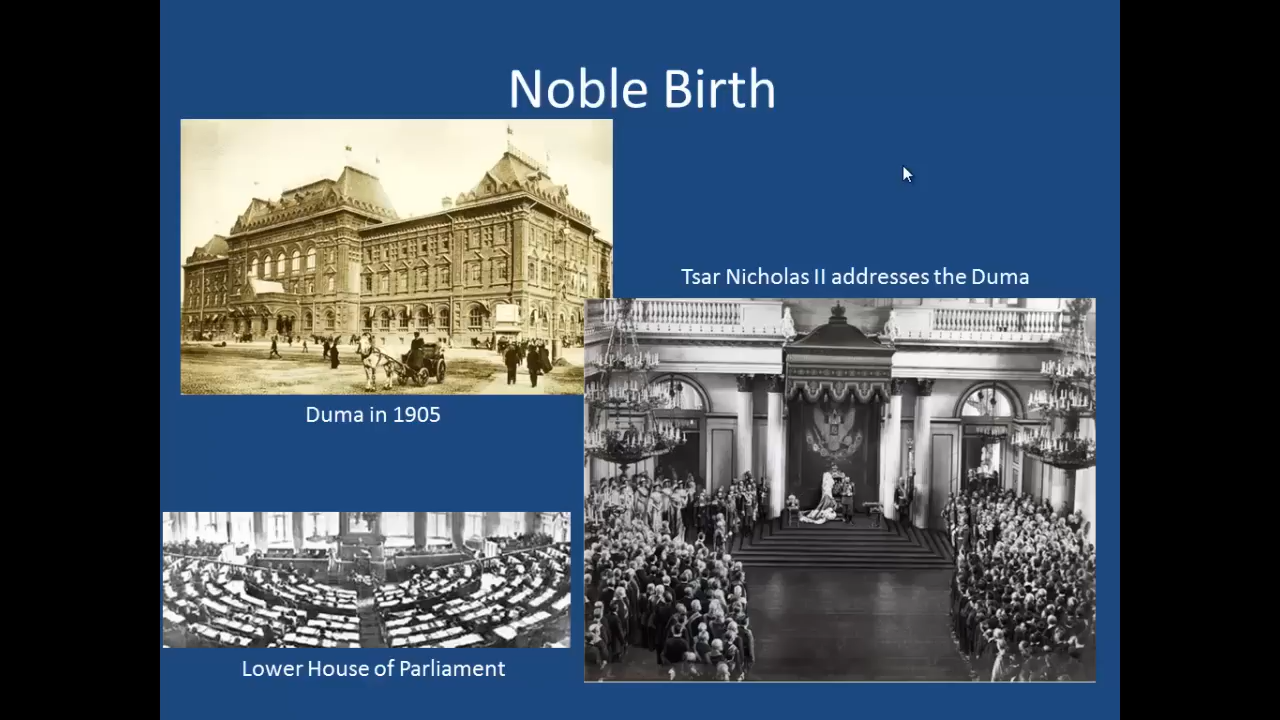 Noble Birth
Tsar Nicholas II addresses the Duma
Duma in 1905
Lower House of Parliament